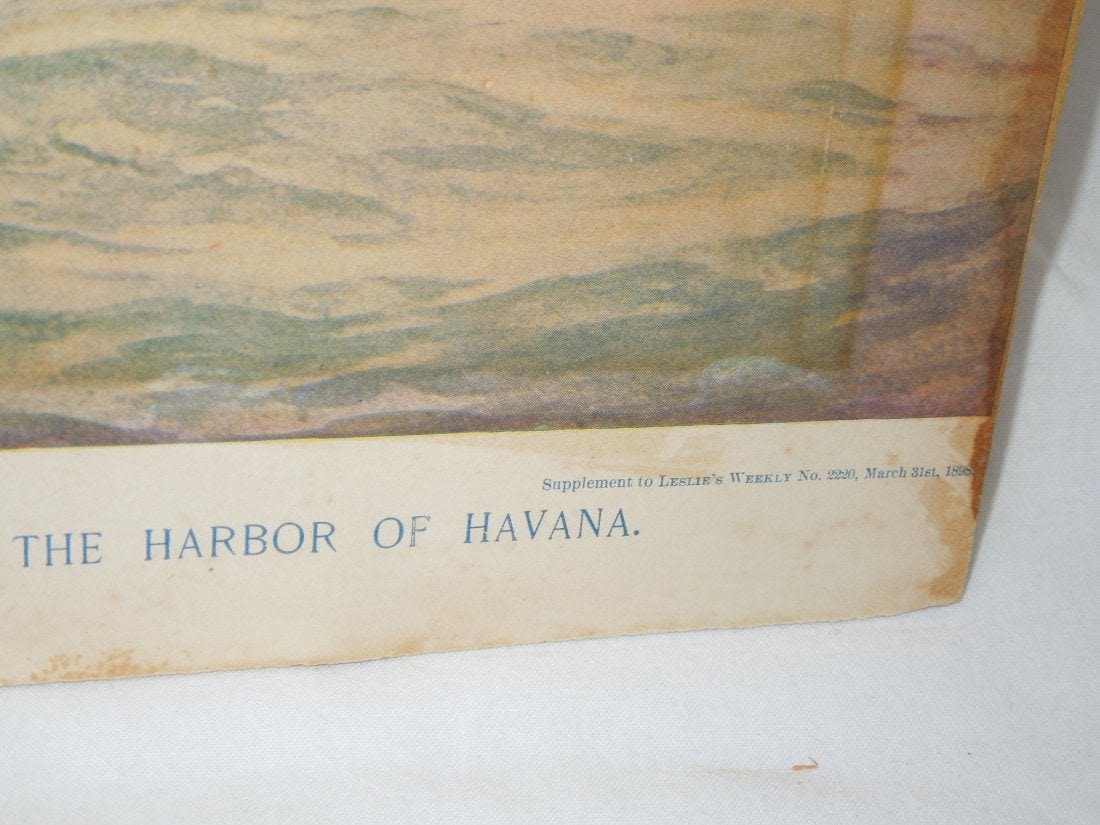 Supplement to LESLIE'S WEEKLY No. 2220, March 31st, 1898.
THE HARBOR OF HAVANA.